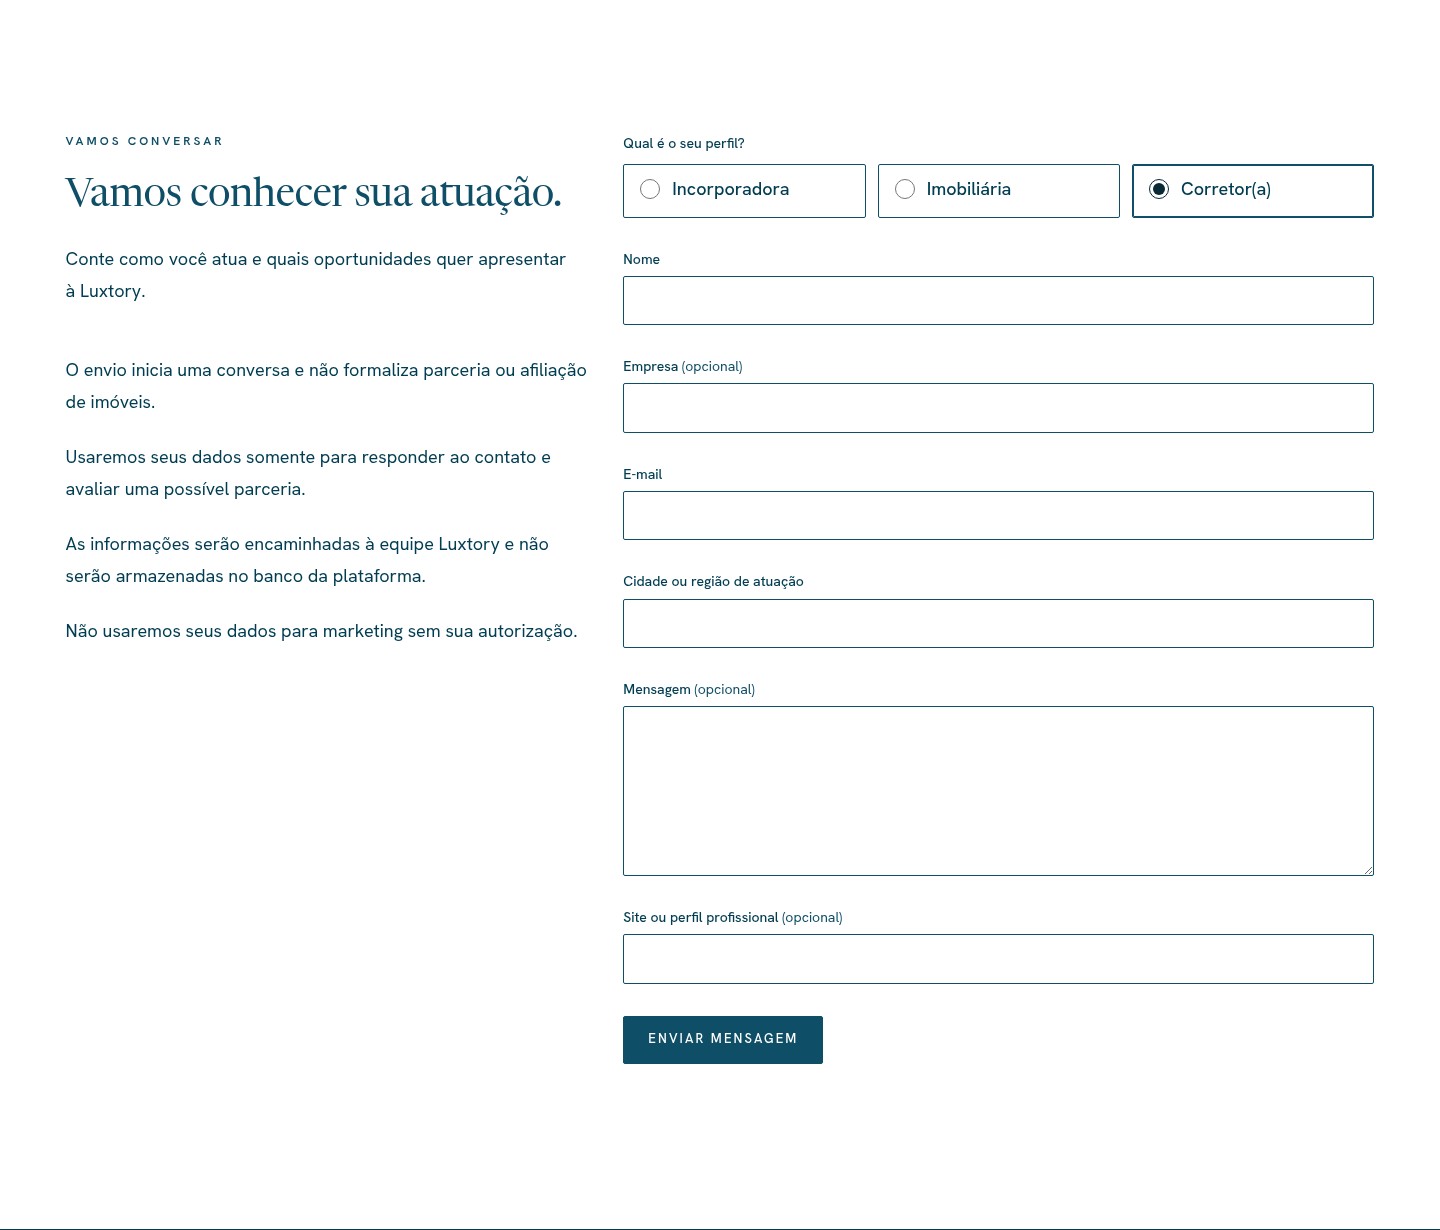 VAMOS CONVERSAR
Vamos conhecer sua atuação.
Conte como você atua e quais oportunidades quer apresentar
à Luxtory.
O envio inicia uma conversa e não formaliza parceria ou afiliação
de imóveis.
Usaremos seus dados somente para responder ao contato e
avaliar uma possível parceria.
As informações serão encaminhadas à equipe Luxtory e não
serão armazenadas no banco da plataforma.
Não usaremos seus dados para marketing sem sua autorização.
Qual é o seu perfil?
Incorporadora
Imobiliária
Corretor(a)
Nome
Empresa (opcional)
E-mail
Cidade ou região de atuação
Mensagem (opcional)
Site ou perfil profissional (opcional)
ENVIAR MENSAGEM